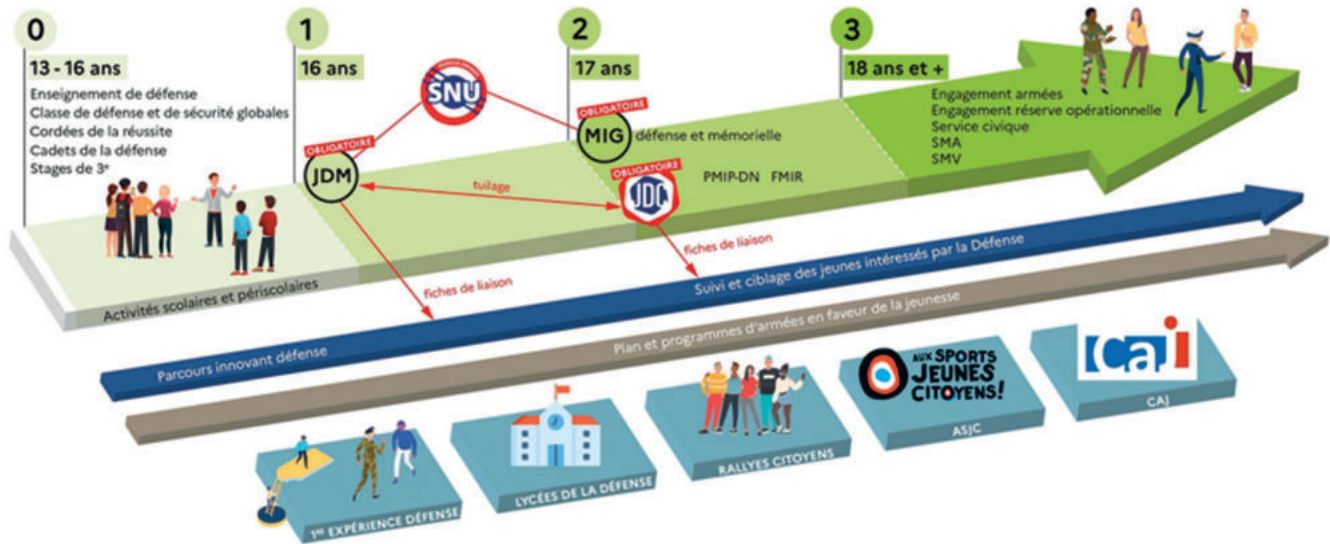 0
13 - 16 ans
Enseignement de défense
Classe de défense et de sécurité globales
Cordées de la réussite
Cadets de la défense
Stages de 3ᵉ
1
16 ans
SNU
OBLIGATOIRE
JDM
2
17 ans
OBLIGATOIRE
MIG
défense et mémorielle
OBLIGATOIRE
JDC
PMIP-DN FMIR
3
18 ans et +
Engagement armées
Engagement réserve opérationnelle
Service civique
SMA
SMV
tuilage
fiches de liaison
fiches de liaison
Activités scolaires et périscolaires
Parcours innovant défense
Suivi et ciblage des jeunes intéressés par la Défense
Plan et programmes d'armées en faveur de la jeunesse
1ʳᵉ EXPÉRIENCE DÉFENSE
LYCÉES DE LA DÉFENSE
RALLYES CITOYENS
AUX SPORTS
JEUNES
CITOYENS!
ASJC
caj
CAJ